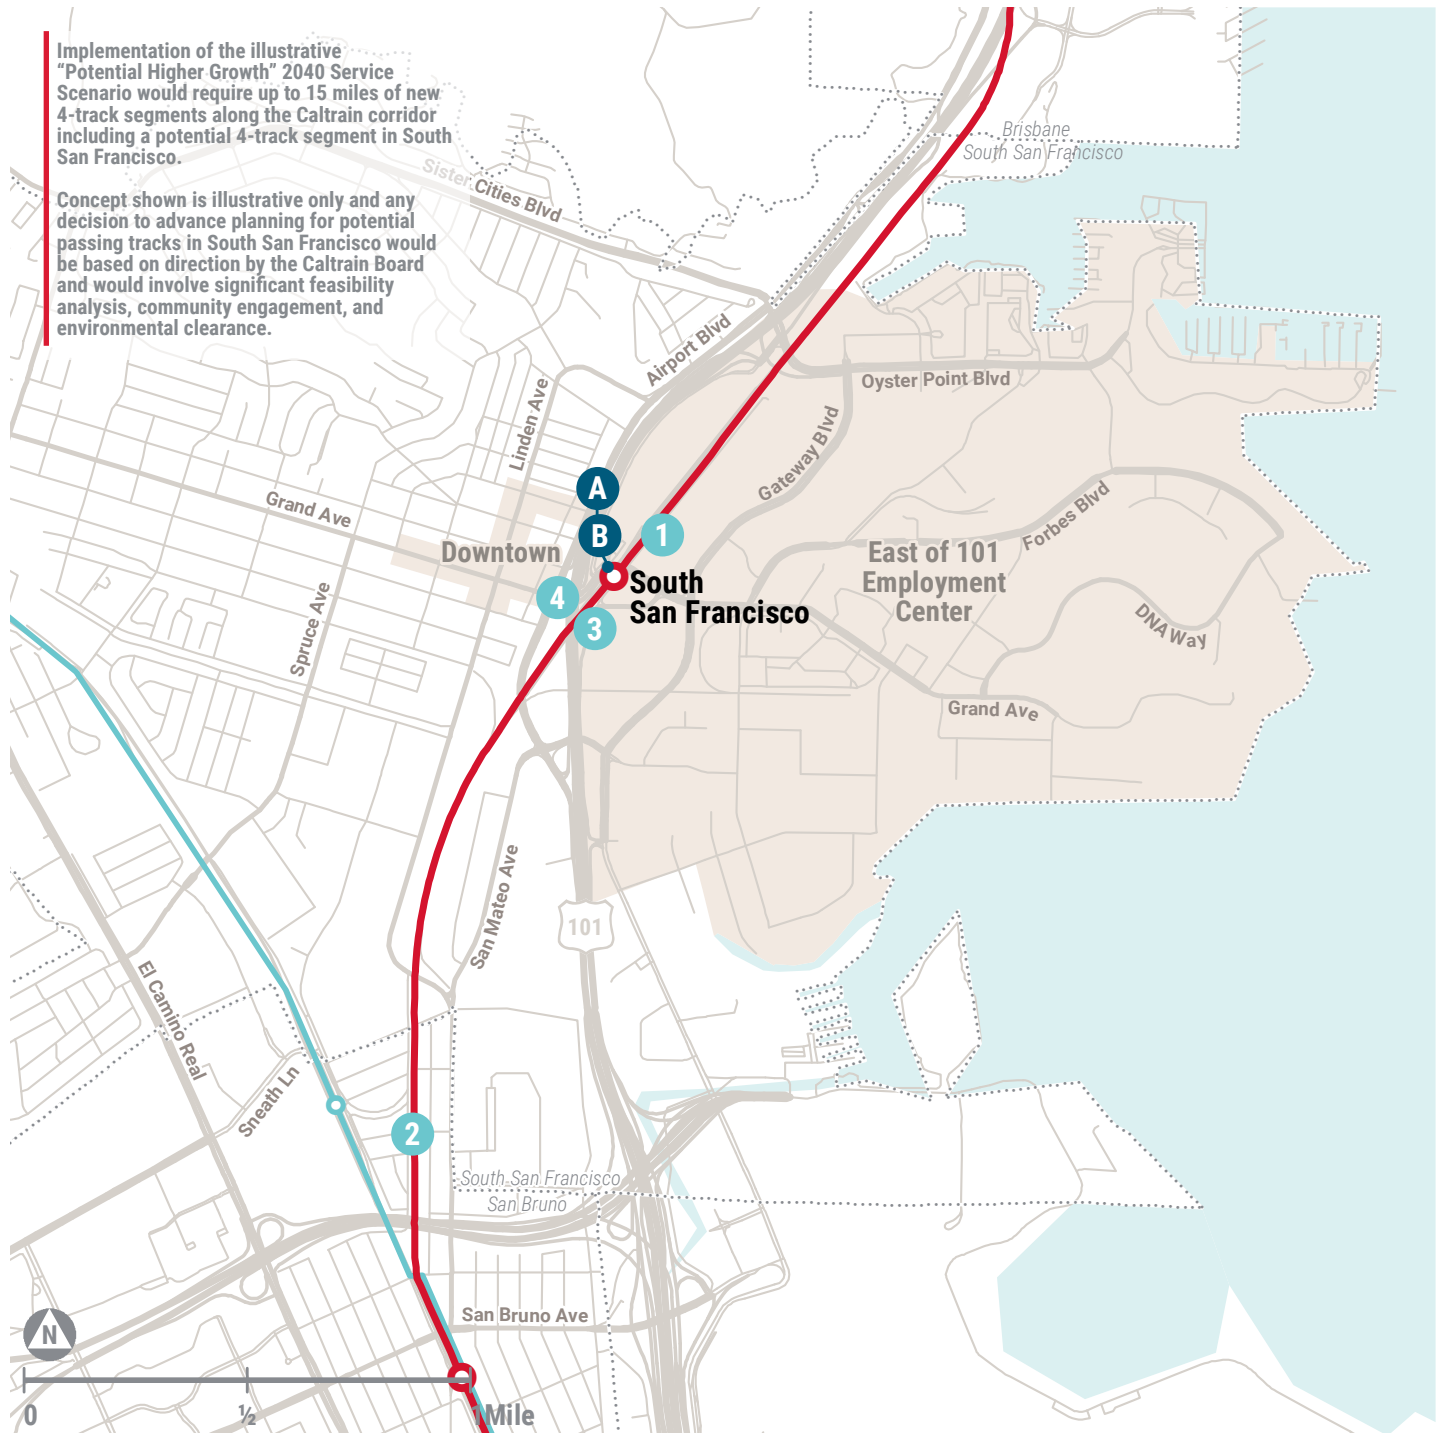 Implementation of the illustrative
“Potential Higher Growth” 2040 Service
Scenario would require up to 15 miles of new
4-track segments along the Caltrain corridor
including a potential 4-track segment in South
San Francisco.
Concept shown is illustrative only and any
decision to advance planning for potential
passing tracks in South San Francisco would
be based on direction by the Caltrain Board
and would involve significant feasibility
analysis, community engagement, and
environmental clearance.
Brisbane
South San Francisco
Sister Cities Blvd
Airport Blvd
Oyster Point Blvd
Linden Ave
Gateway Blvd
Grand Ave
A
B
1
Forbes Blvd
Downtown
East of 101
Employment
Center
South
San Francisco
4
3
Spruce Ave
DNA Way
Grand Ave
San Mateo Ave
101
El Camino Real
Sneath Ln
2
South San Francisco
San Bruno
San Bruno Ave
N
0
½
1 Mile